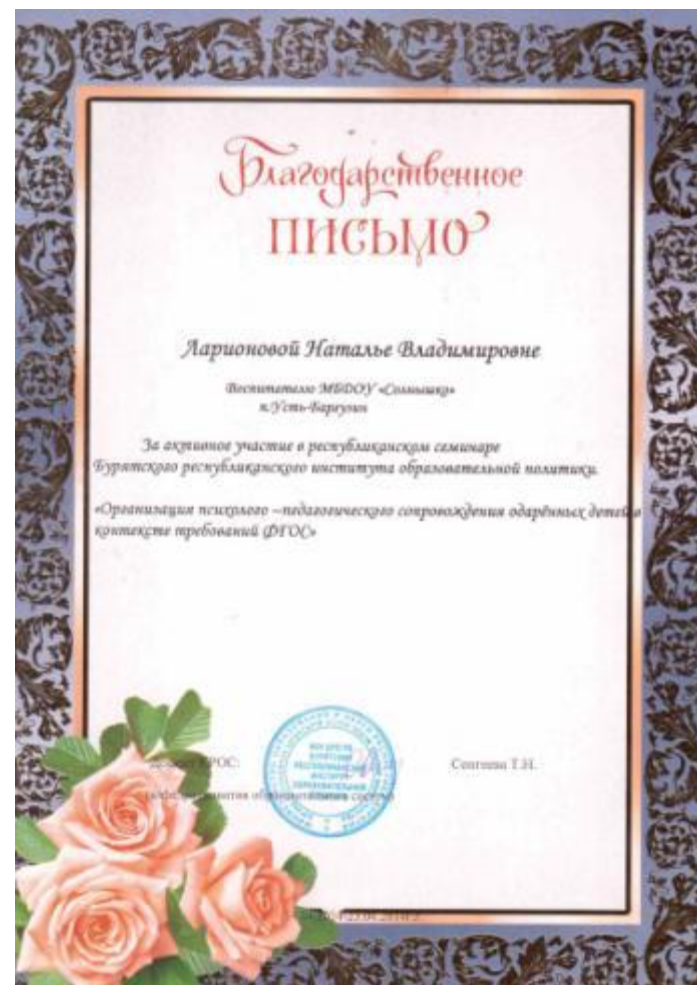 Благодарственное
ПИСЬМО
Ларионовой Наталье Владимировне
Воспитателю МБДОУ «Солнышко»
п.Усть-Баргузин
За активное участие в республиканском семинаре
Бурятского республиканского института образовательной политики.
«Организация психолого –педагогического сопровождения одарённых детей в
контексте требований ФГОС»
РОС: